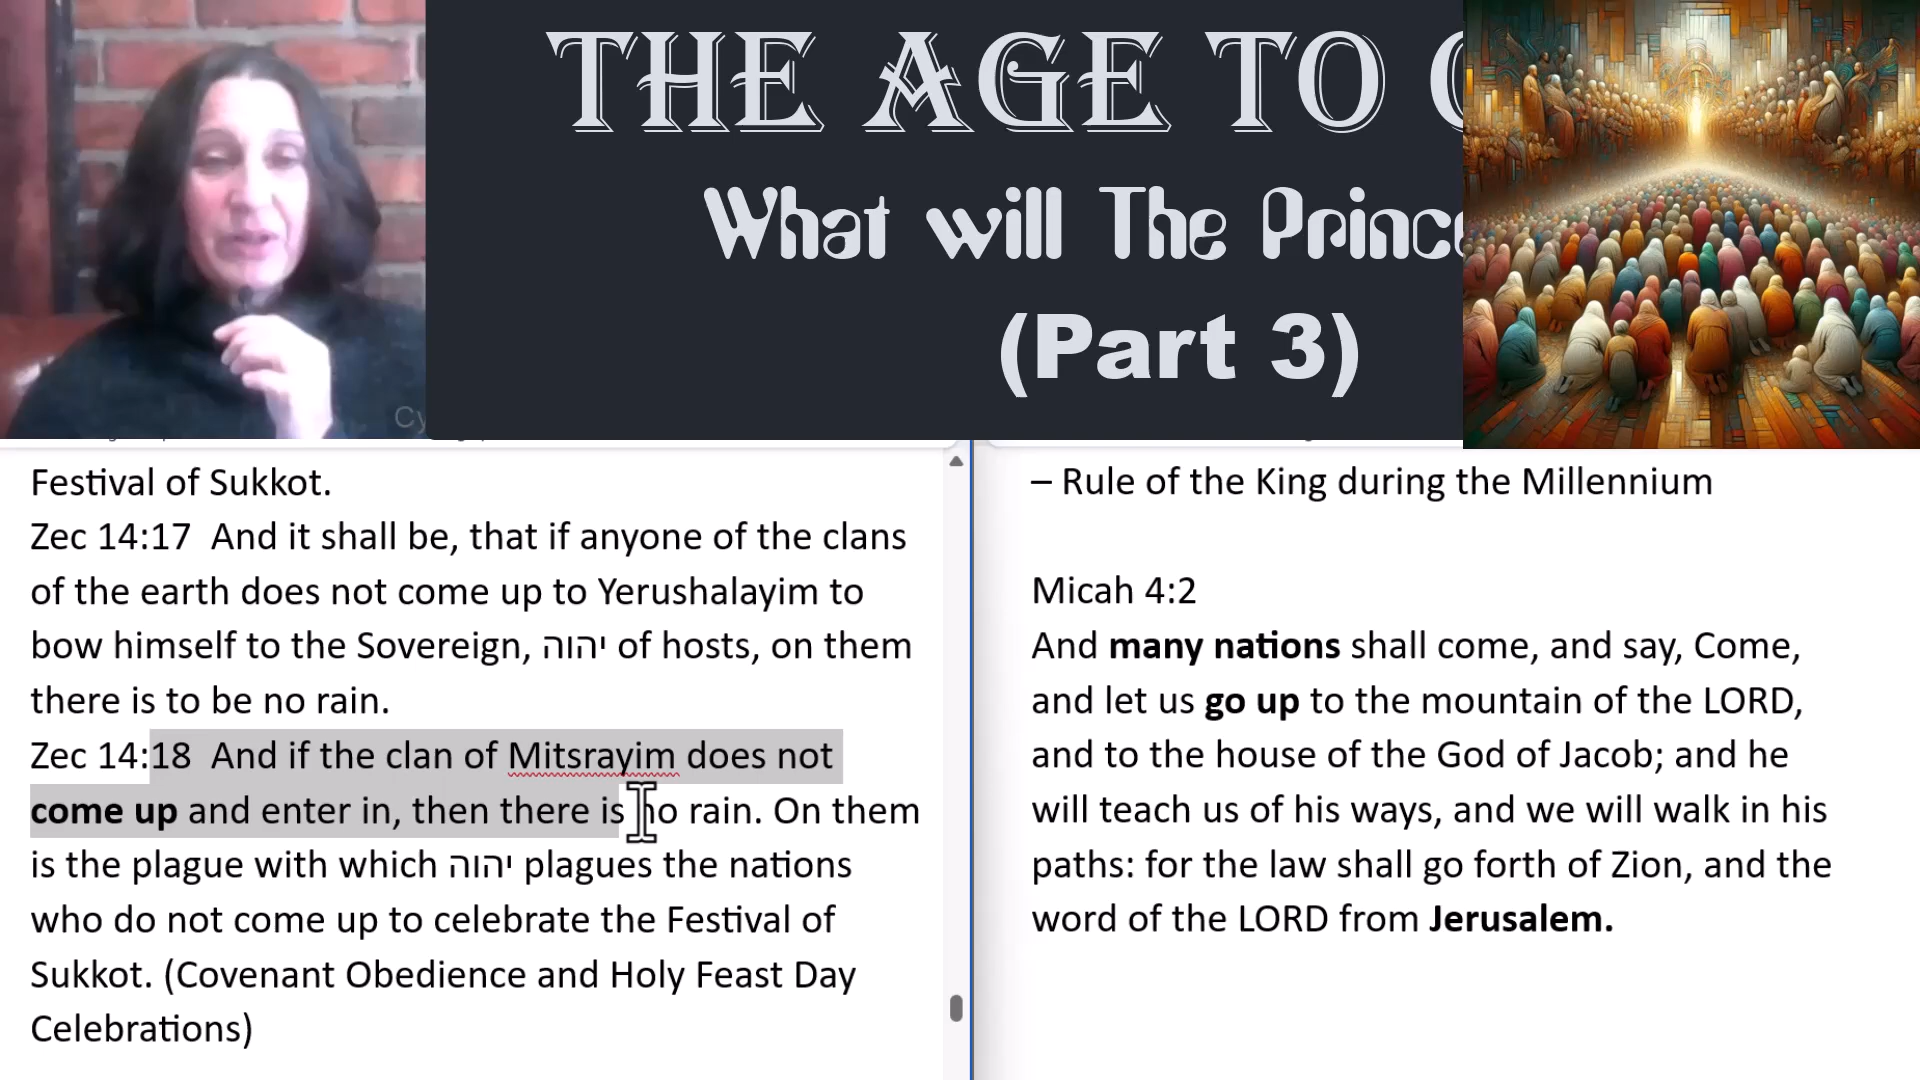 THE AGE TO
What will The Prince
(Part 3)
Cy
Festival of Sukkot.
Zec 14:17 And it shall be, that if anyone of the clans
of the earth does not come up to Yerushalayim to
bow himself to the Sovereign, יהוה of hosts, on them
there is to be no rain.
Zec 14:18 And if the clan of Mitsrayim does not
come up and enter in, then there is no rain. On them
is the plague with which יהוה plagues the nations
who do not come up to celebrate the Festival of
Sukkot. (Covenant Obedience and Holy Feast Day
Celebrations)
– Rule of the King during the Millennium
Micah 4:2
And many nations shall come, and say, Come,
and let us go up to the mountain of the LORD,
and to the house of the God of Jacob; and he
will teach us of his ways, and we will walk in his
paths: for the law shall go forth of Zion, and the
word of the LORD from Jerusalem.